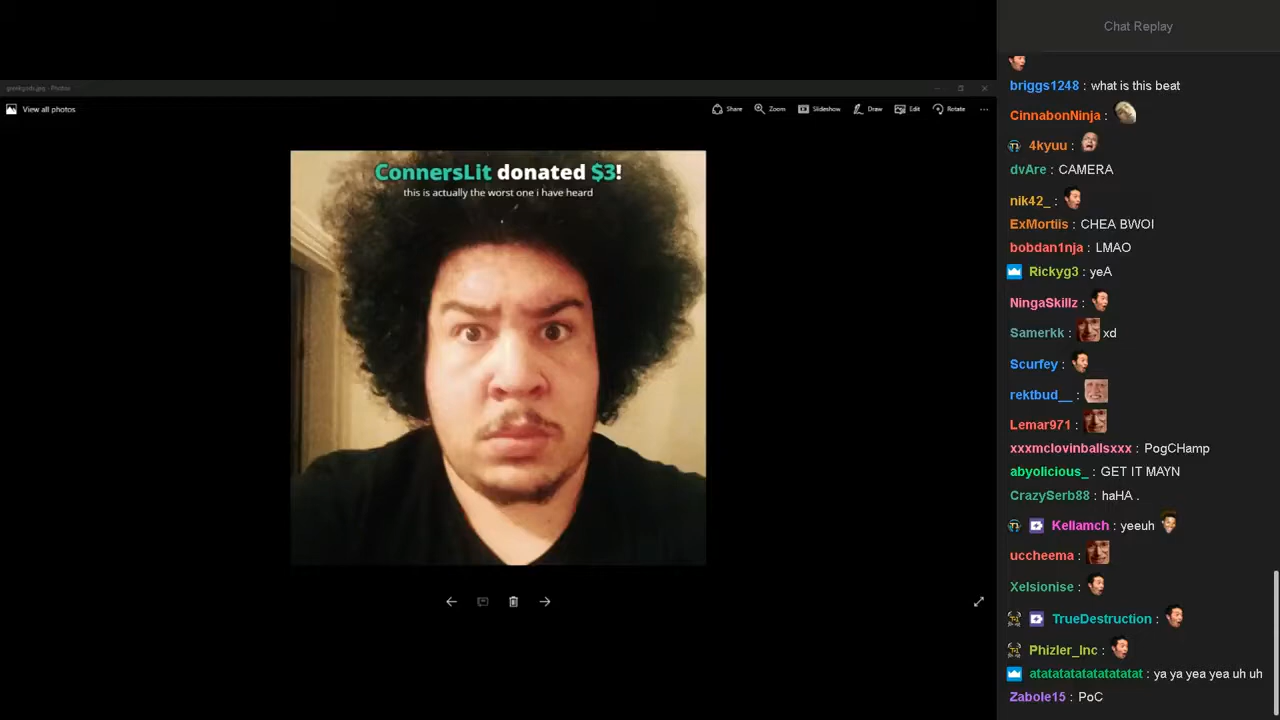 Chat Replay
greekgods.jpg - Photos
View all photos
Share
Zoom
Slideshow
Draw
Edit
Rotate
ConnersLit donated $3!
this is actually the worst one i have heard
briggs1248 : what is this beat
CinnabonNinja :
4kyuu :
dvAre : CAMERA
nik42_ :
ExMortiis : CHEA BWOI
bobdan1nja : LMAO
Rickyg3 : yeA
NingaSkillz :
Samerkk : xd
Scurfey :
rektbud__ :
Lemar971 :
xxxmclovinballsxxx : PogCHamp
abyolicious_ : GET IT MAYN
CrazySerb88 : haHA .
Kellamch : yeeuh
uccheema :
Xelsionise :
TrueDestruction :
Phizler_Inc :
atatatatatatatatat : ya ya yea yea uh uh
Zabole15 : PoC